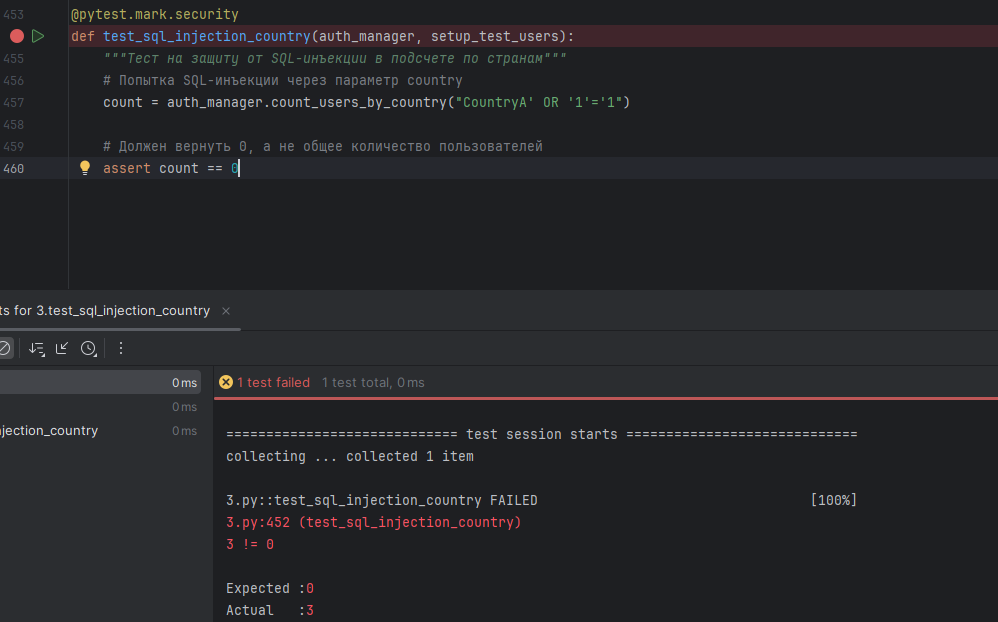 453 @pytest.mark.security
def test_sql_injection_country(auth_manager, setup_test_users):
455 """Тест на защиту от SQL-инъекции в подсчете по странам"""
456 # Попытка SQL-инъекции через параметр country
457 count = auth_manager.count_users_by_country("CountryA' OR '1'='1")
458
459 # Должен вернуть 0, а не общее количество пользователей
460 assert count == 0
ts for 3.test_sql_injection_country ×
0 ms
0 ms
jection_country 0 ms
1 test failed 1 test total, 0 ms
============================= test session starts =============================
collecting ... collected 1 item
3.py::test_sql_injection_country FAILED [100%]
3.py:452 (test_sql_injection_country)
3 != 0
Expected :0
Actual :3